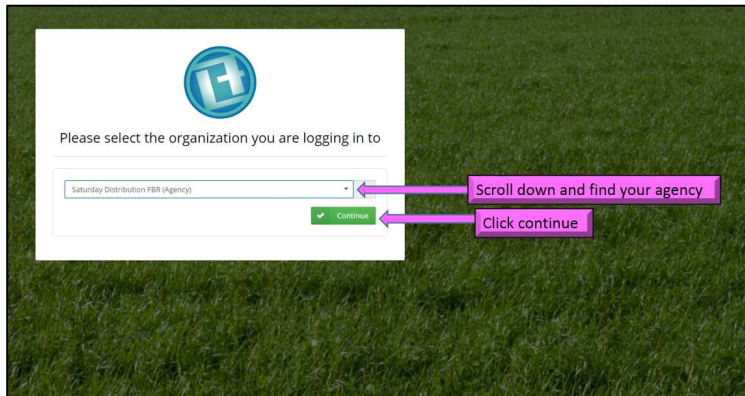 Please select the organization you are logging in to
Saturday Distribution FBR (Agency)
Scroll down and find your agency
Continue
Click continue